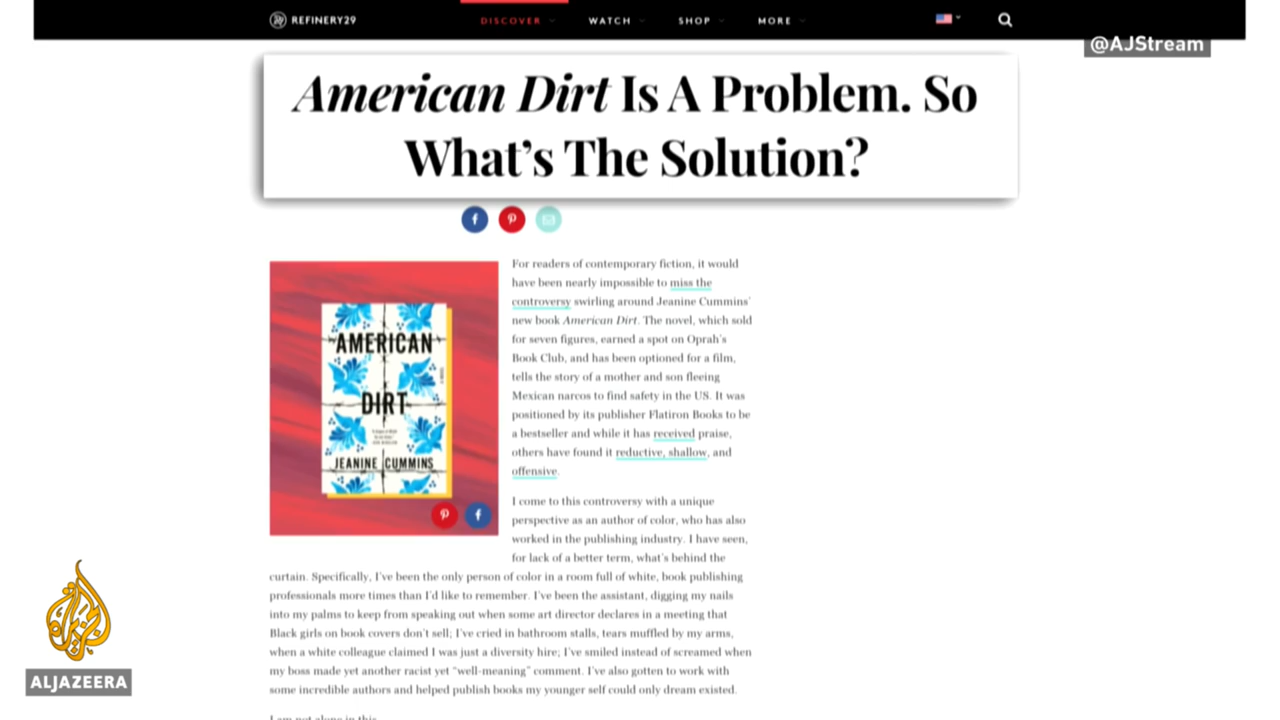 REFINERY29
DISCOVER
WATCH
SHOP
MORE
@AJStream
American Dirt Is A Problem. So
What's The Solution?
AMERICAN
DIRT
JEANINE CUMMINS
For readers of contemporary fiction, it would
have been nearly impossible to miss the
controversy swirling around Jeanine Cummins'
new book American Dirt. The novel, which sold
for seven figures, earned a spot on Oprah's
Book Club, and has been optioned for a film,
tells the story of a mother and son fleeing
Mexican narcos to find safety in the US. It was
positioned by its publisher Flatiron Books to be
a bestseller and while it has received praise,
others have found it reductive, shallow, and
offensive.
I come to this controversy with a unique
perspective as an author of color, who has also
worked in the publishing industry. I have seen,
for lack of a better term, what's behind the
curtain. Specifically, I've been the only person of color in a room full of white, book publishing
professionals more times than I'd like to remember. I've been the assistant, digging my nails
into my palms to keep from speaking out when some art director declares in a meeting that
Black girls on book covers don't sell; I've cried in bathroom stalls, tears muffled by my arms,
when a white colleague claimed I was just a diversity hire; I've smiled instead of screamed when
my boss made yet another racist yet "well-meaning" comment. I've also gotten to work with
some incredible authors and helped publish books my younger self could only dream existed.
I am not alone in this
ALJAZEERA